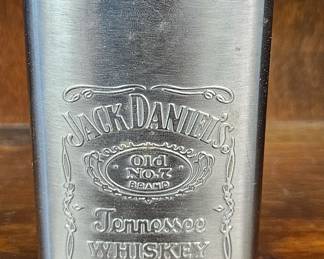 JACK DANIEL'S
Old
No.7
BRAND
Tennessee
WHISKEY